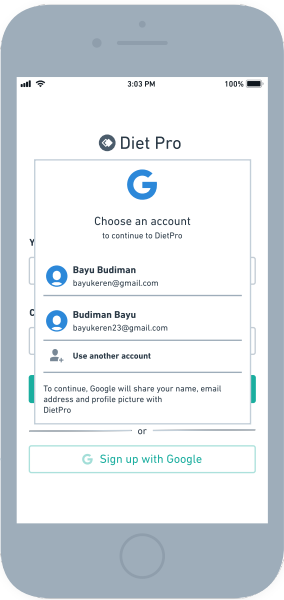 3:03 PM 100%
Diet Pro
Choose an account
to continue to DietPro
Y
Bayu Budiman
bayukeren@gmail.com
C
Budiman Bayu
bayukeren23@gmail.com
Use another account
To continue, Google will share your name, email
address and profile picture with
DietPro
or
G Sign up with Google